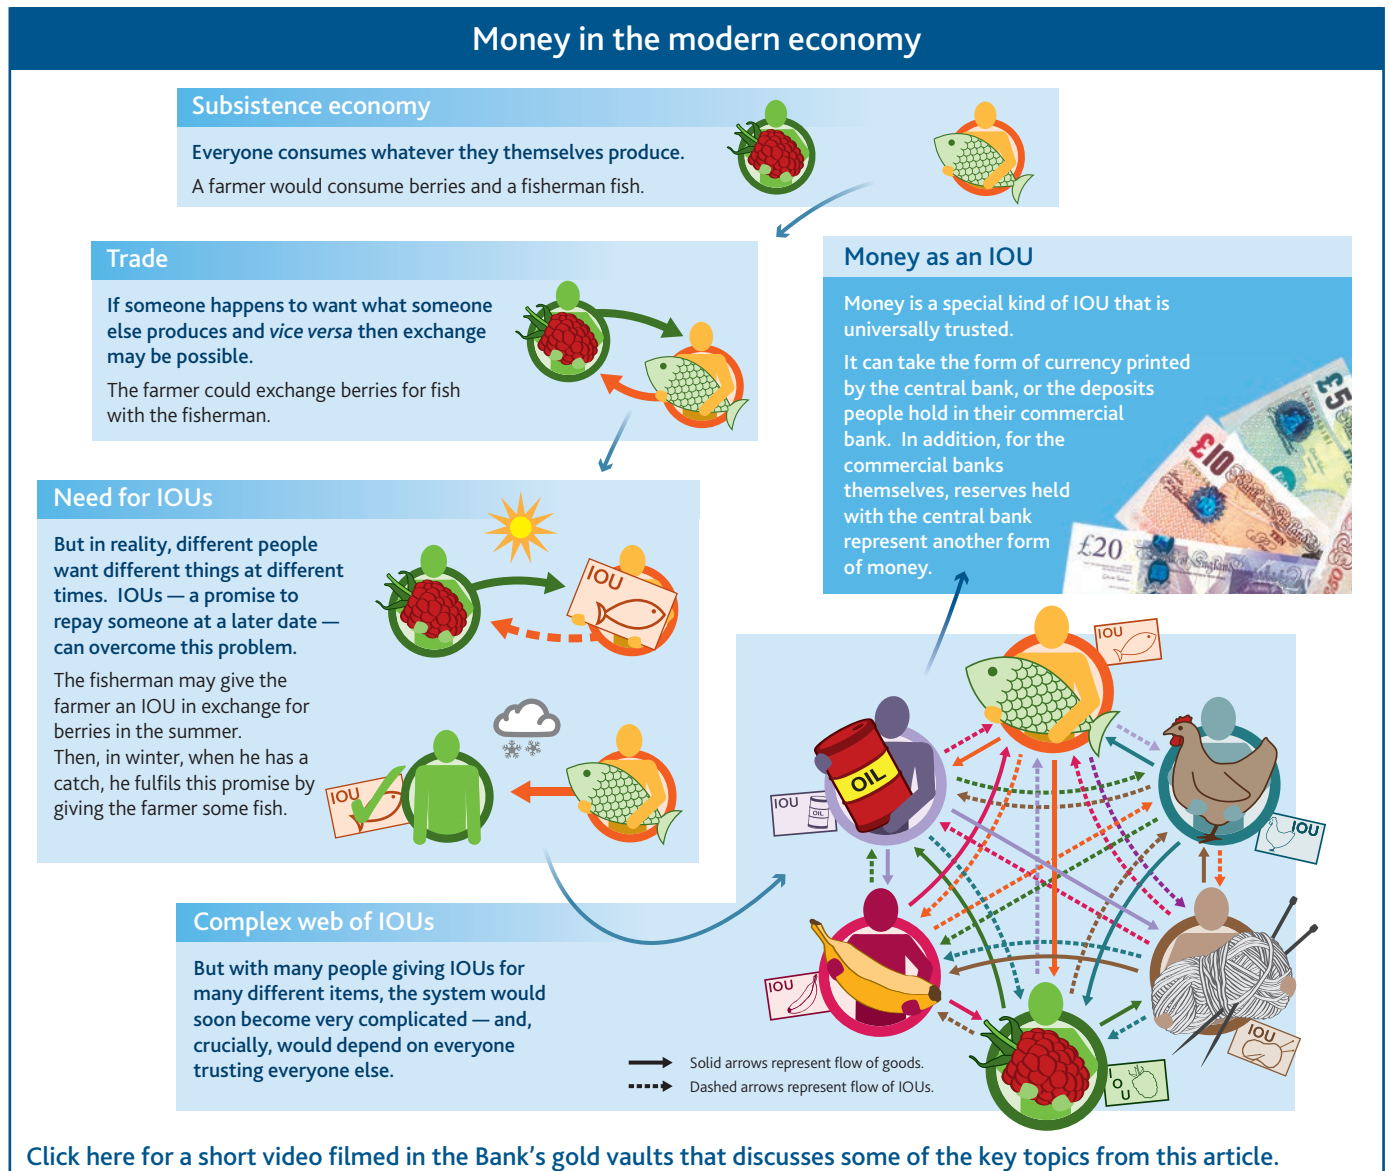 Money in the modern economy
Subsistence economy
Everyone consumes whatever they themselves produce.
A farmer would consume berries and a fisherman fish.
Trade
If someone happens to want what someone
else produces and vice versa then exchange
may be possible.
The farmer could exchange berries for fish
with the fisherman.
Money as an IOU
Money is a special kind of IOU that is
universally trusted.
It can take the form of currency printed
by the central bank, or the deposits
people hold in their commercial
bank.  In addition, for the
commercial banks
themselves, reserves held
with the central bank
represent another form
of money.
£5
£10
£20
£50
Need for IOUs
But in reality, different people
want different things at different
times.  IOUs — a promise to
repay someone at a later date —
can overcome this problem.
The fisherman may give the
farmer an IOU in exchange for
berries in the summer.
Then, in winter, when he has a
catch, he fulfils this promise by
giving the farmer some fish.
IOU
IOU
Complex web of IOUs
But with many people giving IOUs for
many different items, the system would
soon become very complicated — and,
crucially, would depend on everyone
trusting everyone else.
IOU
OIL
IOU
OIL
IOU
IOU
IOU
IOU
Solid arrows represent flow of goods.
Dashed arrows represent flow of IOUs.
Click here for a short video filmed in the Bank's gold vaults that discusses some of the key topics from this article.